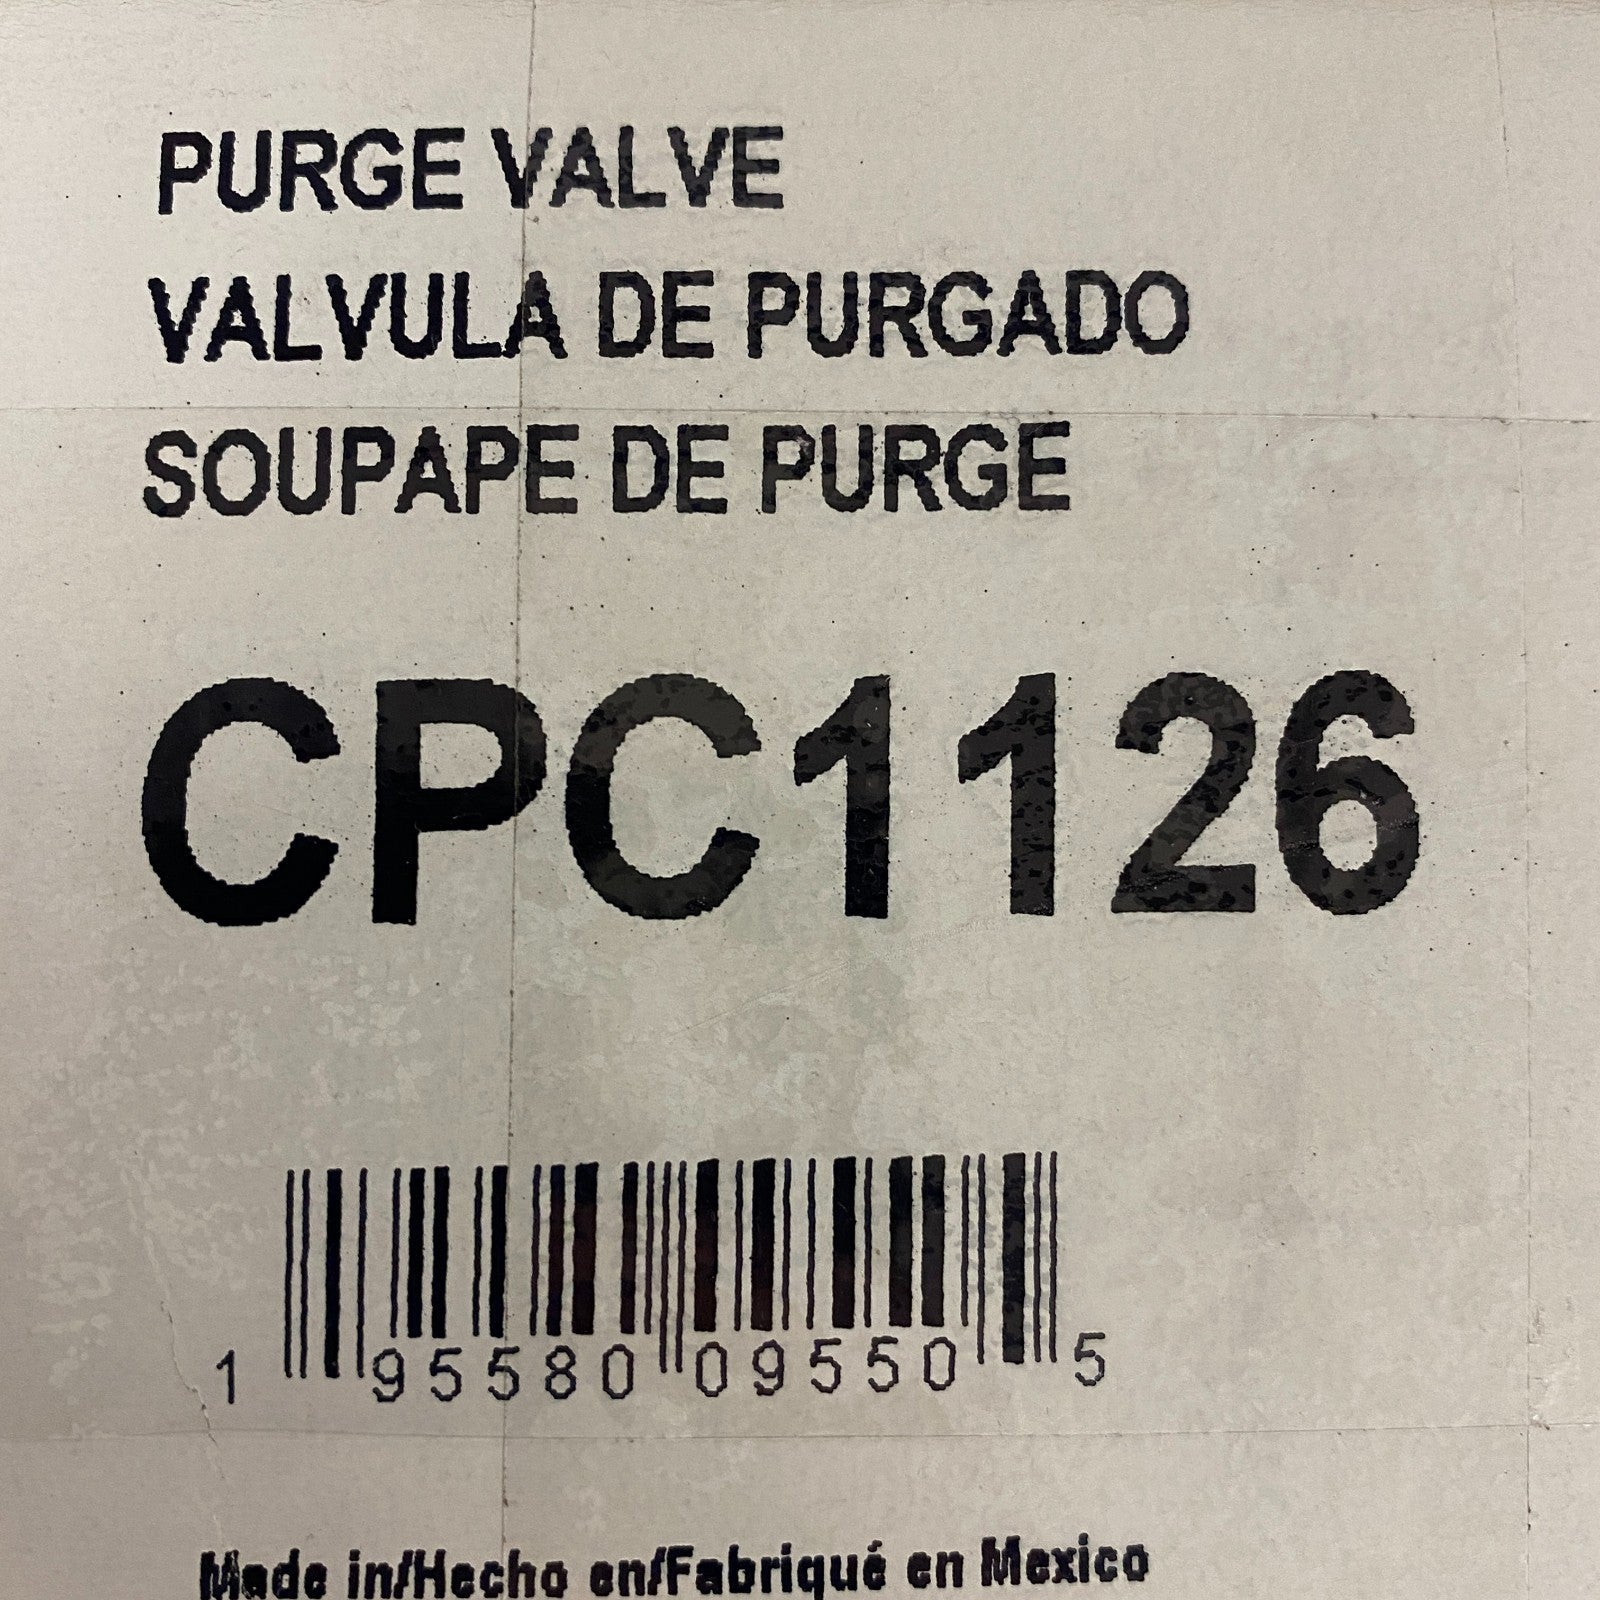 PURGE VALVE
VALVULA DE PURGADO
SOUPAPE DE PURGE
CPC1126
1 95580 09550 5
Made in/Hecho en/Fabriqué en Mexico